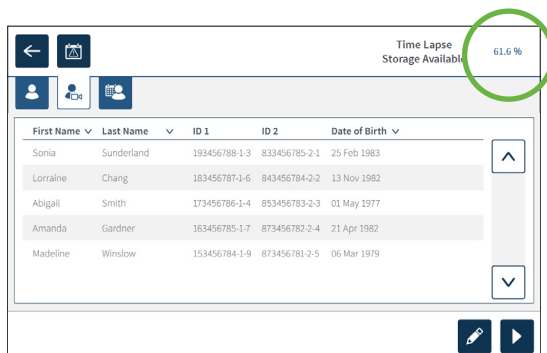 Time Lapse
Storage Available 61.6 %
First Name Last Name ID 1 ID 2 Date of Birth
Sonia Sunderland 193456788-1-3 833456785-2-1 25 Feb 1983
Lorraine Chang 183456787-1-6 843456784-2-2 13 Nov 1982
Abigail Smith 173456786-1-4 853456783-2-3 01 May 1977
Amanda Gardner 163456785-1-7 873456782-2-4 21 Apr 1982
Madeline Winslow 153456784-1-9 873456781-2-5 06 Mar 1979